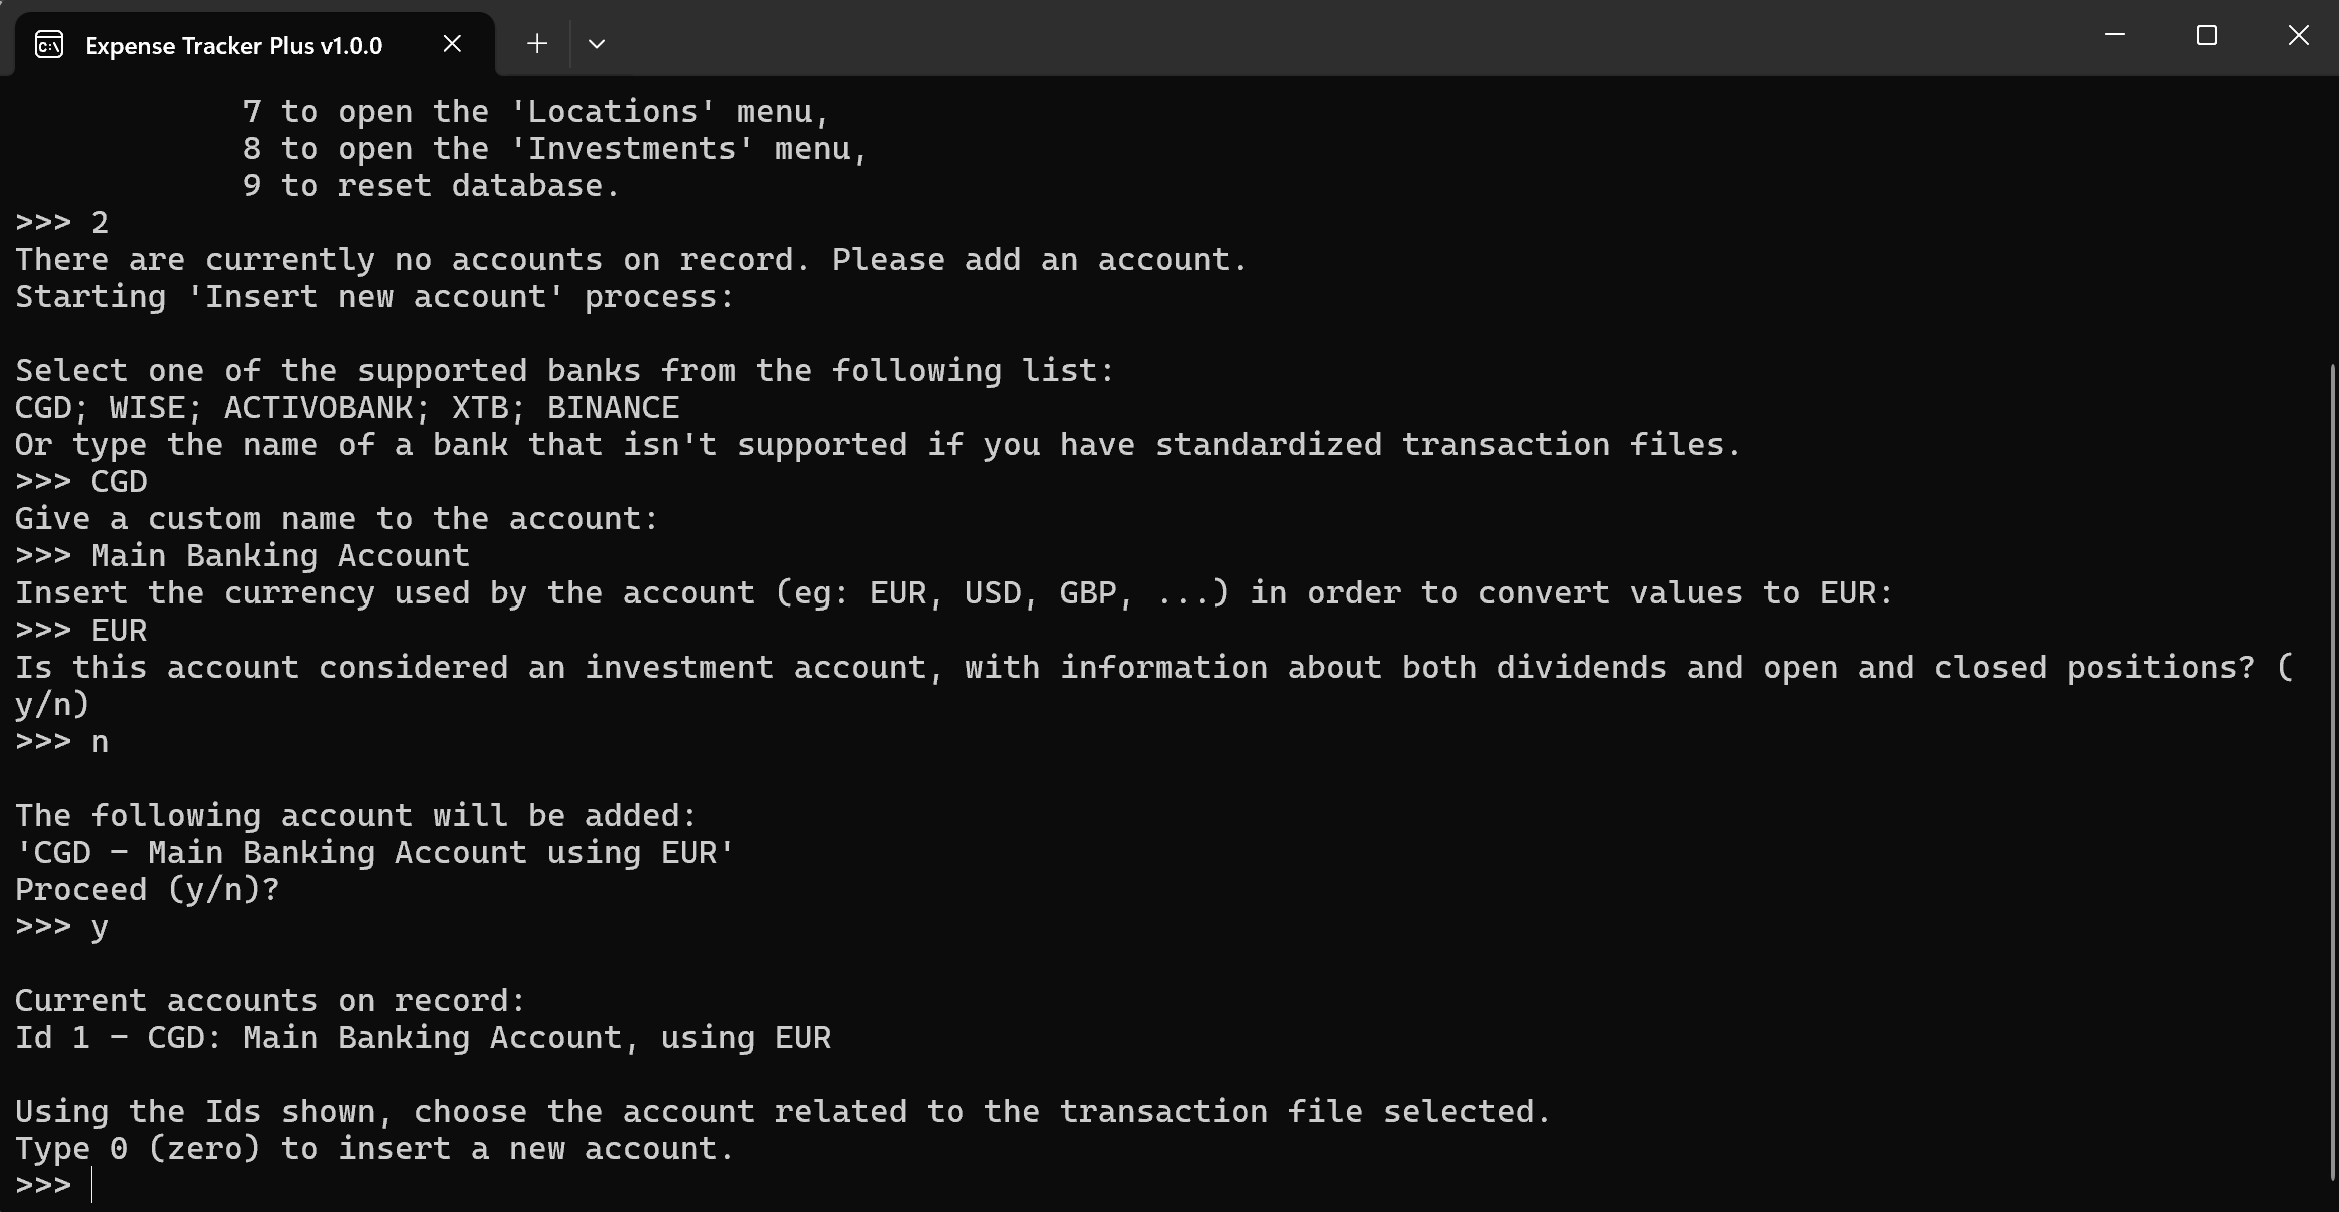 Expense Tracker Plus v1.0.0
7 to open the 'Locations' menu,
8 to open the 'Investments' menu,
9 to reset database.
>>> 2
There are currently no accounts on record. Please add an account.
Starting 'Insert new account' process:
Select one of the supported banks from the following list:
CGD; WISE; ACTIVOBANK; XTB; BINANCE
Or type the name of a bank that isn't supported if you have standardized transaction files.
>>> CGD
Give a custom name to the account:
>>> Main Banking Account
Insert the currency used by the account (eg: EUR, USD, GBP, ...) in order to convert values to EUR:
>>> EUR
Is this account considered an investment account, with information about both dividends and open and closed positions? (
y/n)
>>> n
The following account will be added:
'CGD - Main Banking Account using EUR'
Proceed (y/n)?
>>> y
Current accounts on record:
Id 1 - CGD: Main Banking Account, using EUR
Using the Ids shown, choose the account related to the transaction file selected.
Type 0 (zero) to insert a new account.
>>>